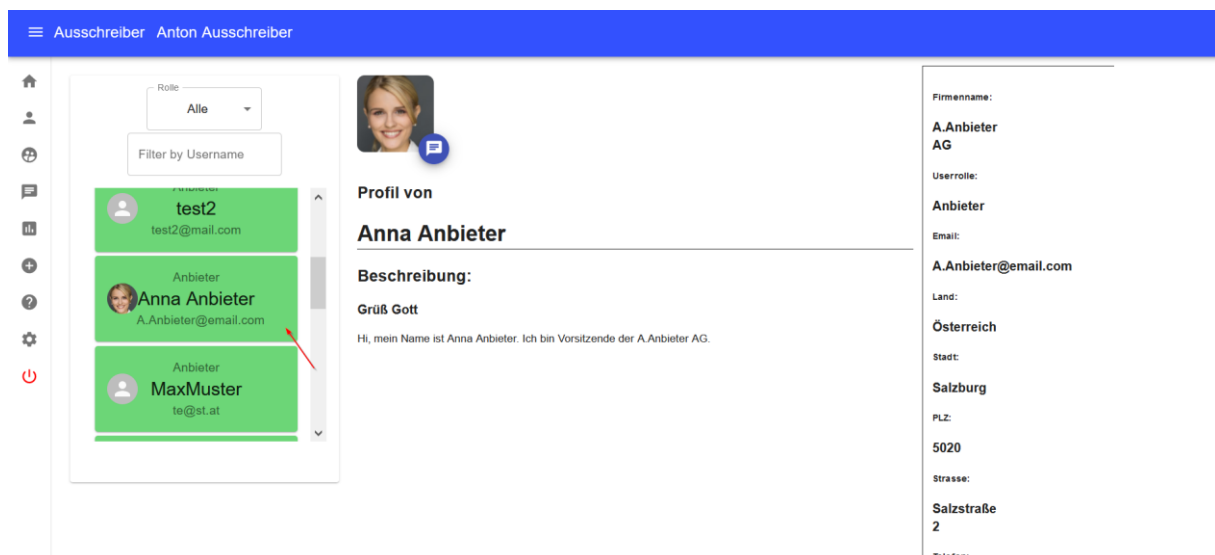 Ausschreiber Anton Ausschreiber
Rolle
Alle
Filter by Username
Anbieter
test2
test2@mail.com
Anbieter
Anna Anbieter
A.Anbieter@email.com
Anbieter
MaxMuster
te@st.at
Profil von
Anna Anbieter
Beschreibung:
Grüß Gott
Hi, mein Name ist Anna Anbieter. Ich bin Vorsitzende der A.Anbieter AG.
Firmenname:
A.Anbieter
AG
Userrolle:
Anbieter
Email:
A.Anbieter@email.com
Land:
Österreich
Stadt:
Salzburg
PLZ:
5020
Strasse:
Salzstraße
2